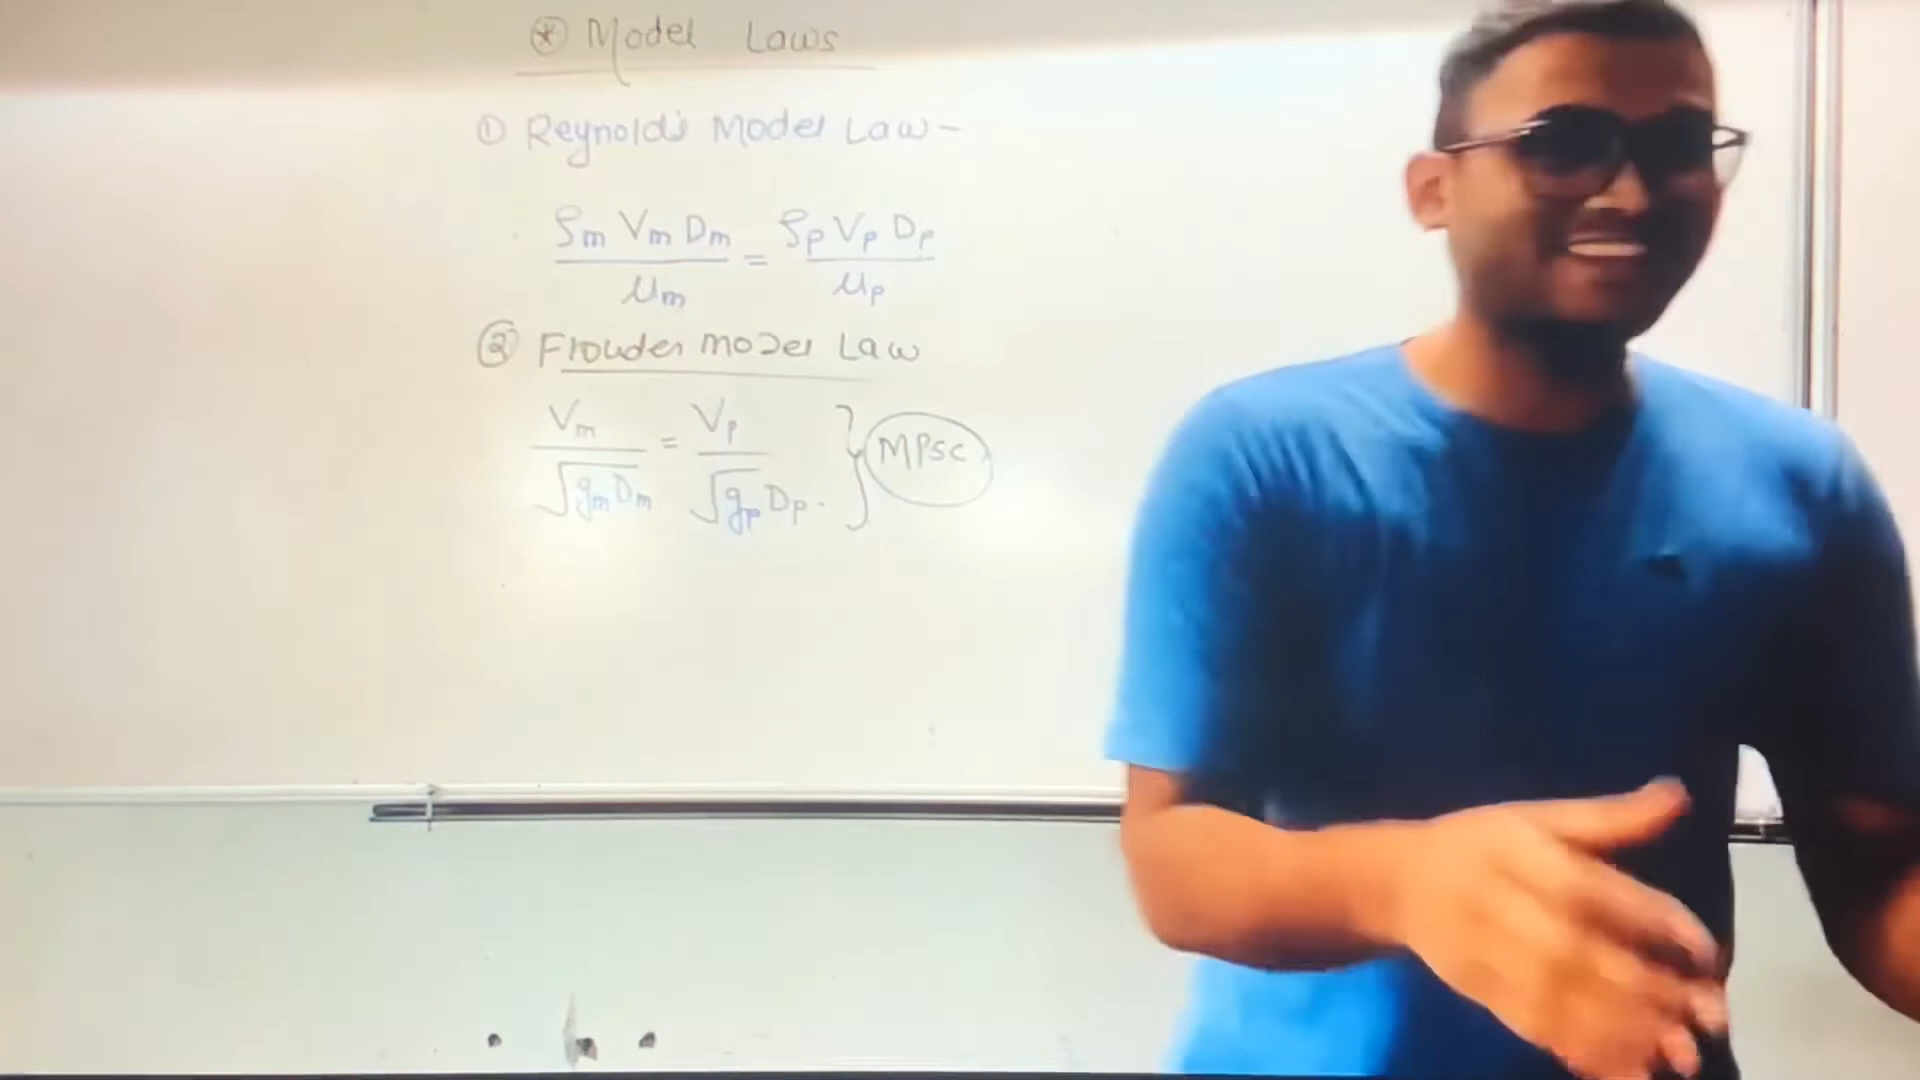 ⊛ Model Laws
① Reynold's Model Law-
ρm Vm Dm / μm = ρp Vp Dp / μp
② Frouder model Law
Vm / √gm Dm = Vp / √gp Dp. } MPSC